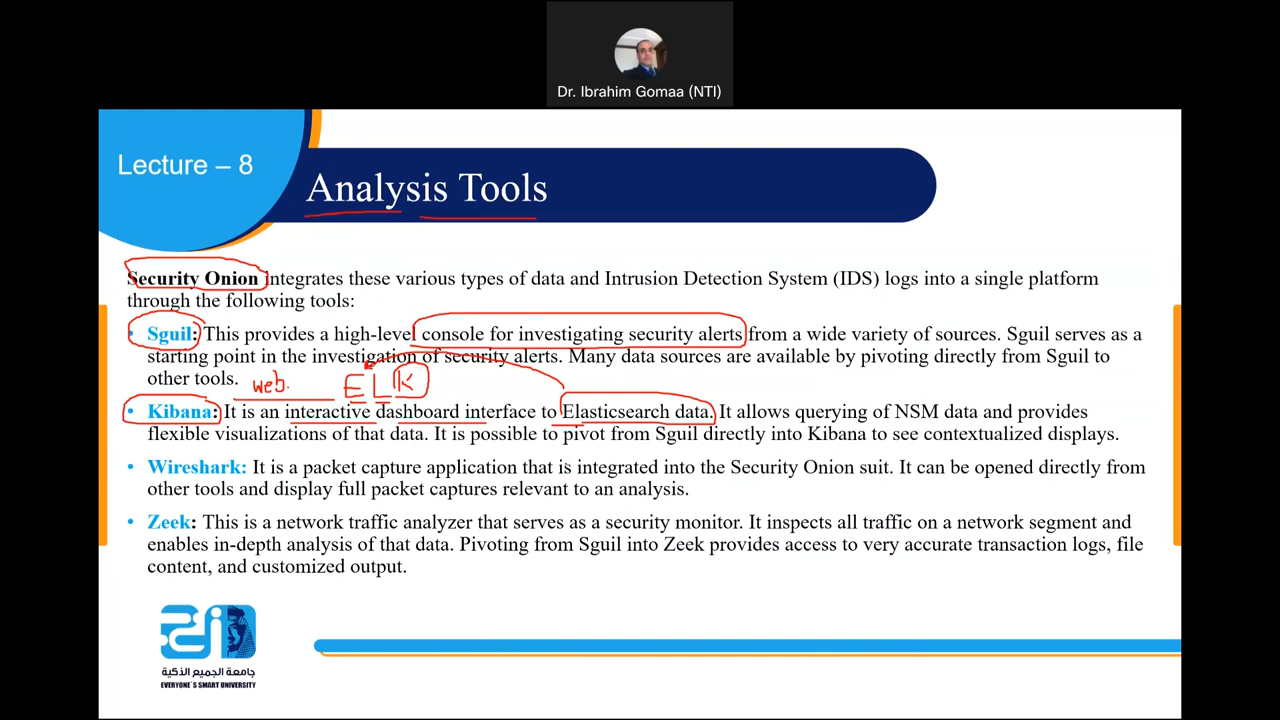 Dr. Ibrahim Gomaa (NTI)
Lecture – 8
Analysis Tools
Security Onion integrates these various types of data and Intrusion Detection System (IDS) logs into a single platform
through the following tools:
• Sguil: This provides a high-level console for investigating security alerts from a wide variety of sources. Sguil serves as a
starting point in the investigation of security alerts. Many data sources are available by pivoting directly from Sguil to
other tools.
web. E L K
• Kibana: It is an interactive dashboard interface to Elasticsearch data. It allows querying of NSM data and provides
flexible visualizations of that data. It is possible to pivot from Sguil directly into Kibana to see contextualized displays.
• Wireshark: It is a packet capture application that is integrated into the Security Onion suit. It can be opened directly from
other tools and display full packet captures relevant to an analysis.
• Zeek: This is a network traffic analyzer that serves as a security monitor. It inspects all traffic on a network segment and
enables in-depth analysis of that data. Pivoting from Sguil into Zeek provides access to very accurate transaction logs, file
content, and customized output.
جامعة الجميع الذكية
EVERYONE'S SMART UNIVERSITY